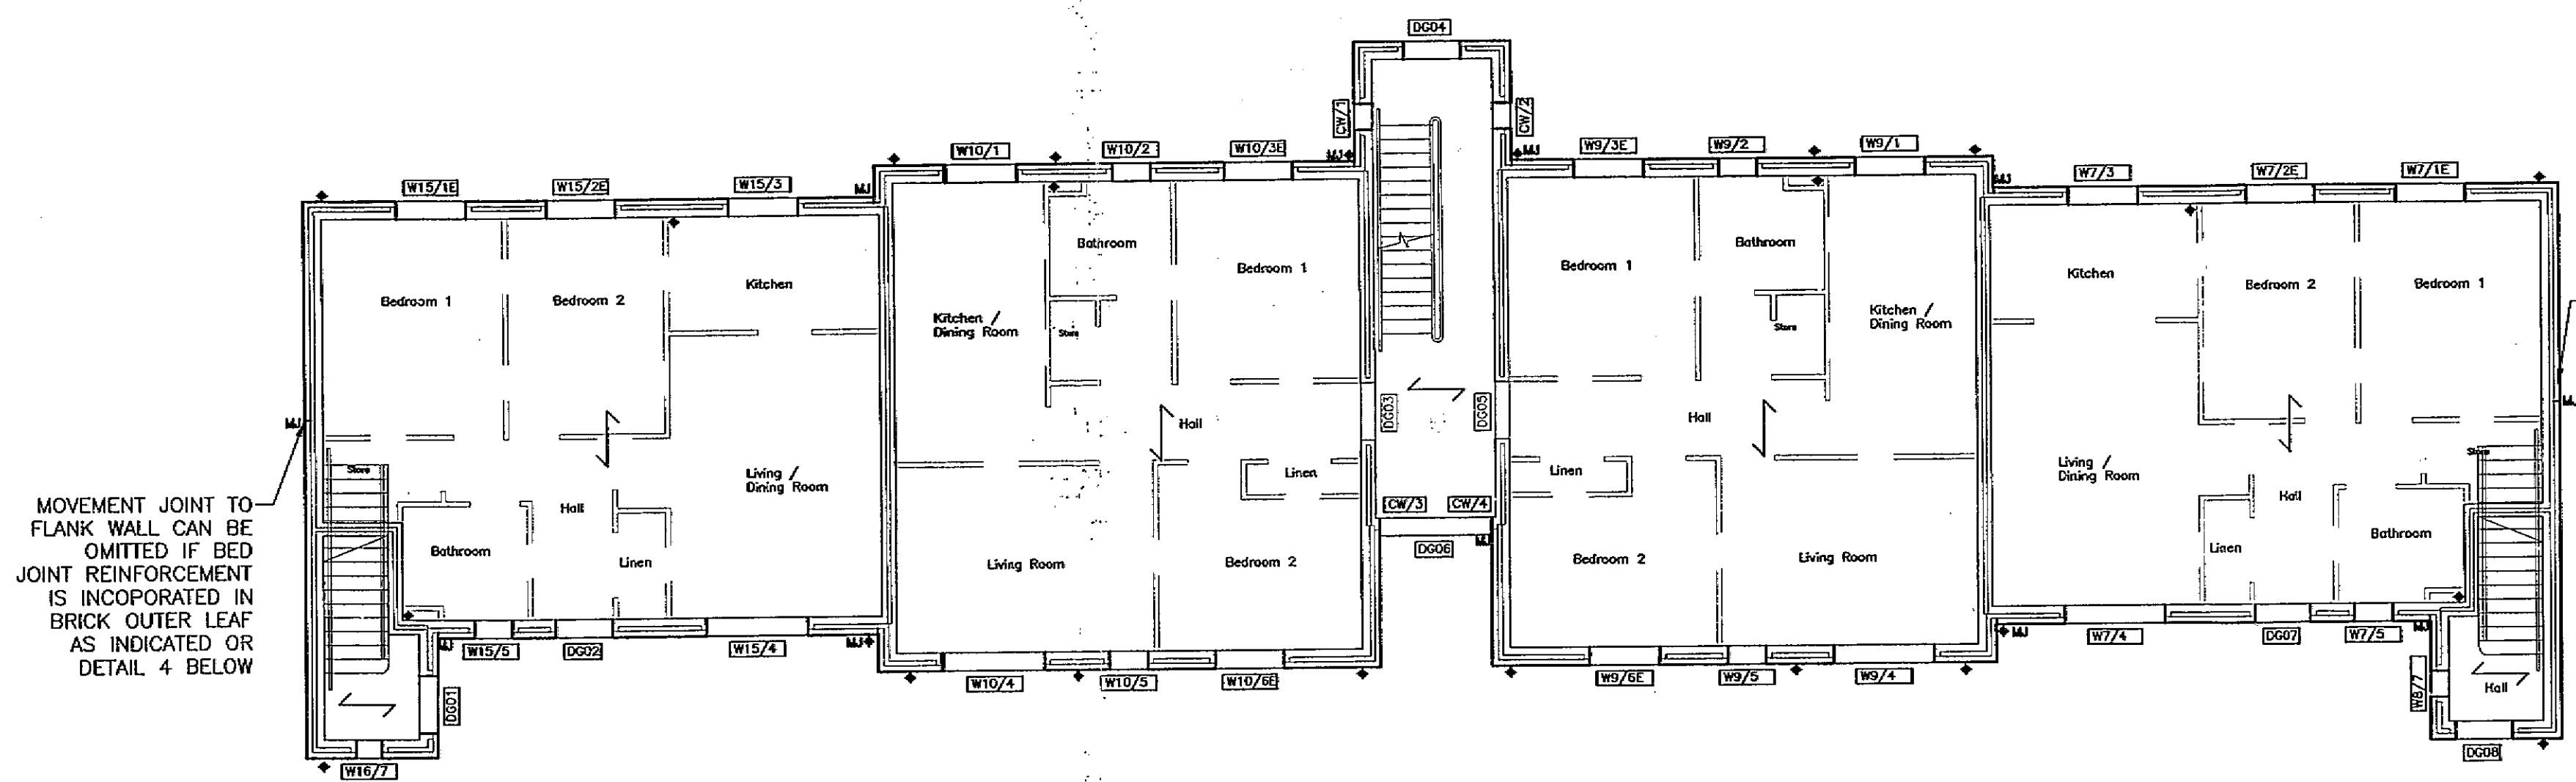 DG04
CW/1
CW/2
W10/1
W10/2
W10/3E
MJ
MJ
W9/3E
W9/2
W9/1
MJ
W7/3
W7/2E
W7/1E
W15/1E
W15/2E
W15/3
MJ
Bedroom 1
Bedroom 2
Kitchen
Kitchen /
Dining Room
Bathroom
Store
Bedroom 1
Bedroom 1
Bathroom
Store
Kitchen /
Dining Room
Kitchen
Bedroom 2
Bedroom 1
MJ
Store
Hall
Living /
Dining Room
Hall
Linen
DG03
DG05
Hall
Linen
Living /
Dining Room
Hall
Store
MOVEMENT JOINT TO
FLANK WALL CAN BE
OMITTED IF BED
JOINT REINFORCEMENT
IS INCOPORATED IN
BRICK OUTER LEAF
AS INDICATED OR
DETAIL 4 BELOW
Bathroom
Linen
Living Room
Bedroom 2
CW/3
CW/4
DG06
MJ
Bedroom 2
Living Room
Linen
Bathroom
MJ
W15/5
DG02
W15/4
MJ
W10/4
W10/5
W10/6E
W9/6E
W9/5
W9/4
MJ
W7/4
DG07
W7/5
MJ
DG01
W16/7
W8/7
Hall
DG08